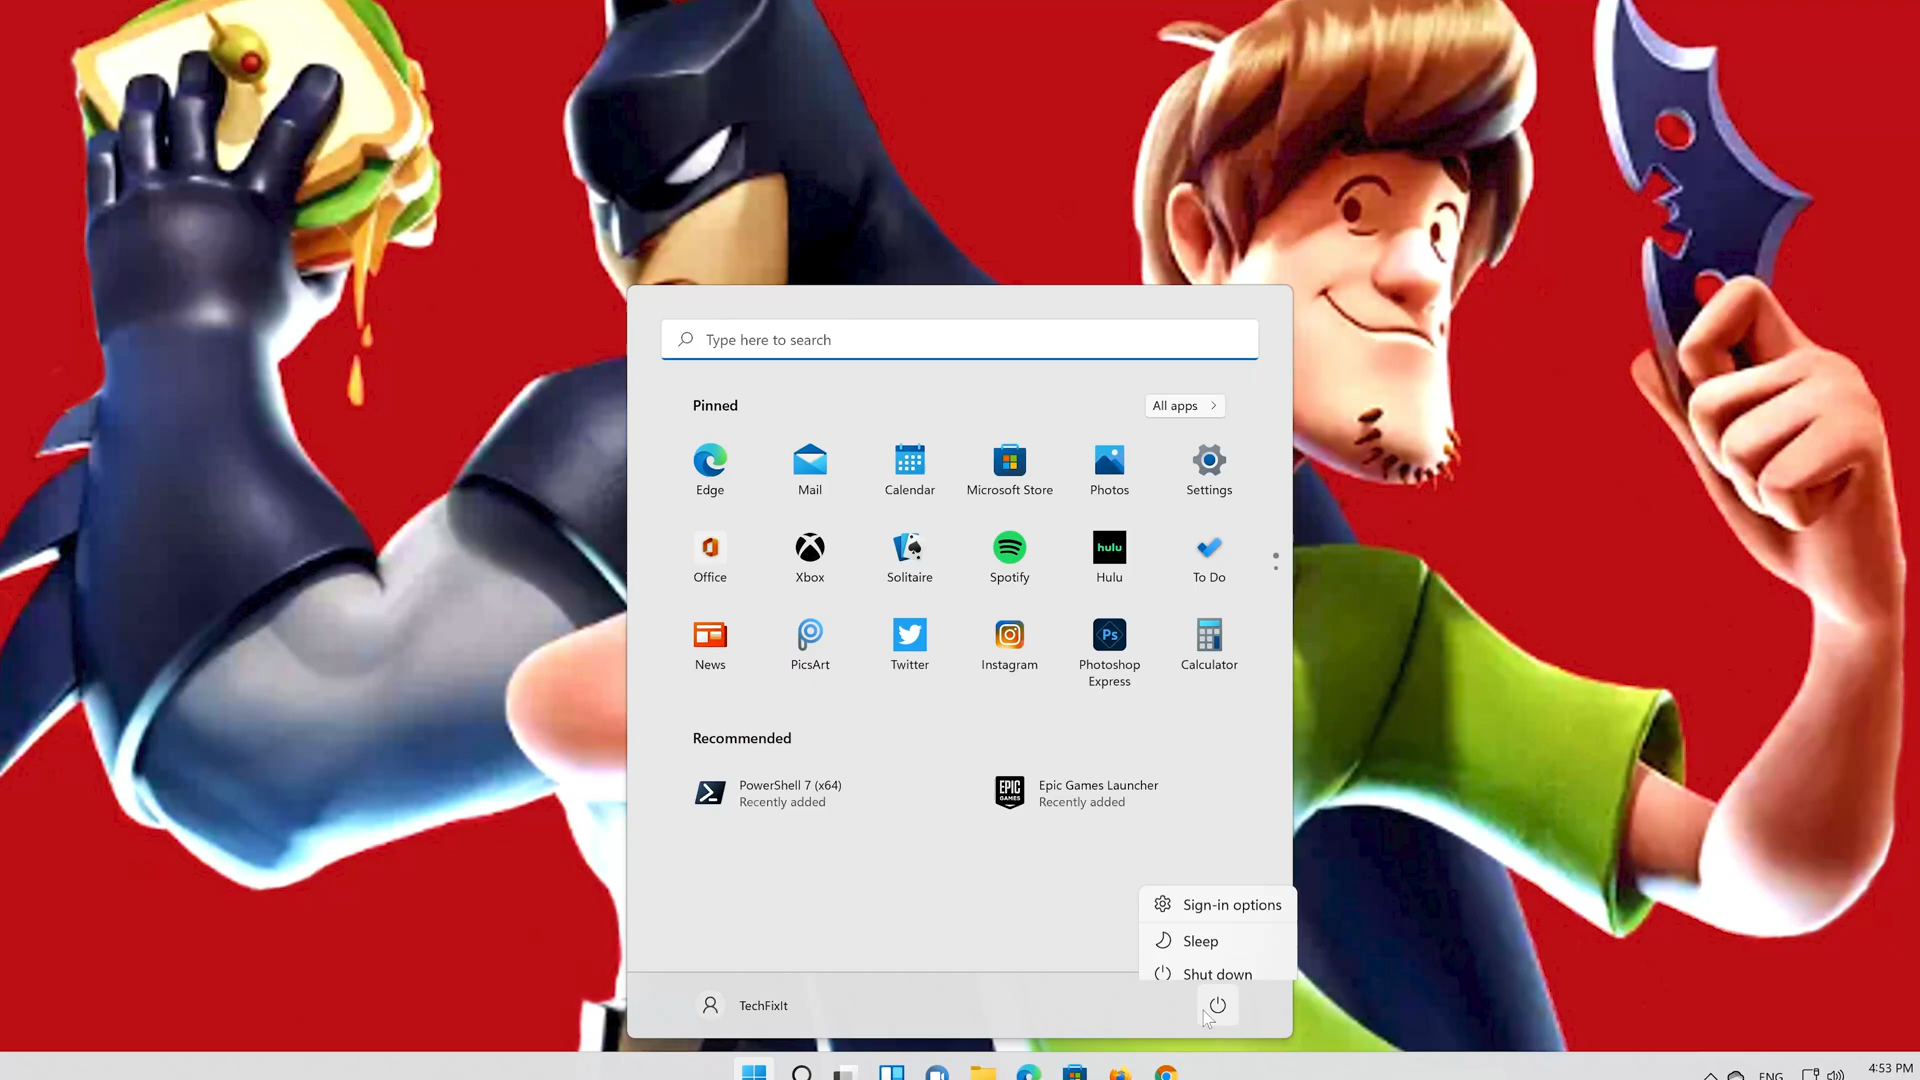 Type here to search
Pinned
All apps
Edge
Mail
Calendar
Microsoft Store
Photos
Settings
Office
Xbox
Solitaire
Spotify
hulu
Hulu
To Do
News
PicsArt
Twitter
Instagram
Ps
Photoshop
Express
Calculator
Recommended
PowerShell 7 (x64)
Recently added
EPIC
GAMES
Epic Games Launcher
Recently added
Sign-in options
Sleep
Shut down
TechFixIt
ENG
4:53 PM